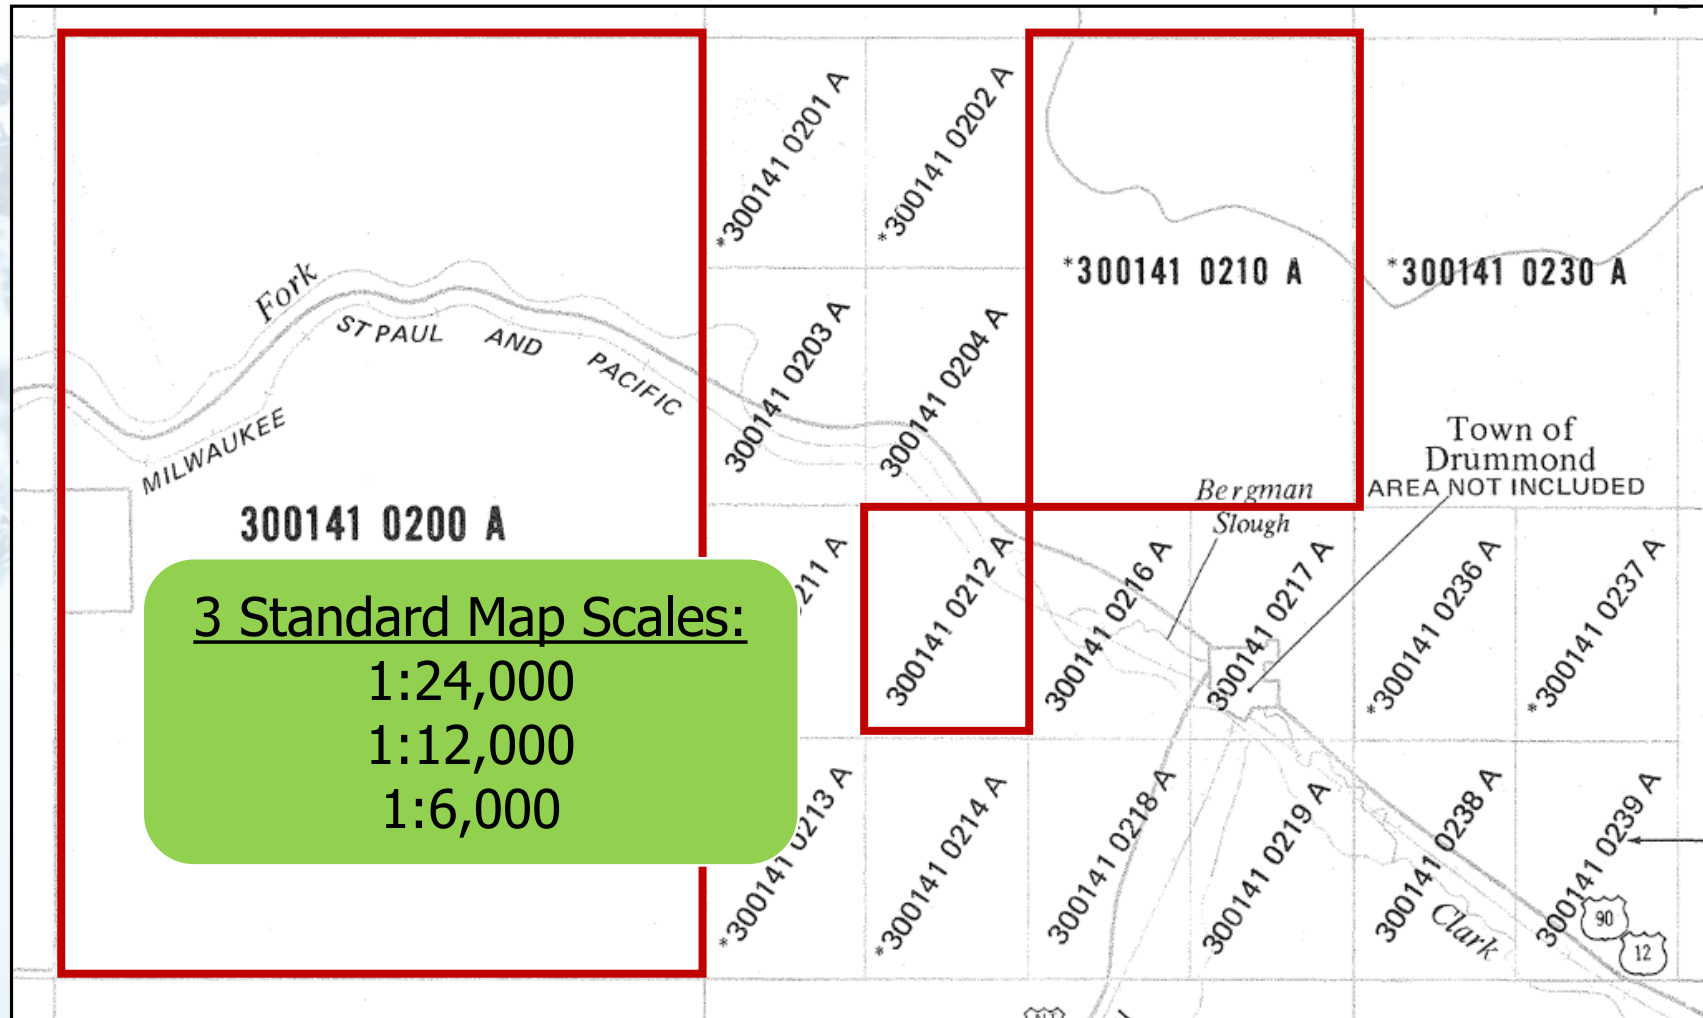 *300141 0201 A
*300141 0202 A
*300141 0210 A
*300141 0230 A
Fork
ST PAUL AND PACIFIC
MILWAUKEE
300141 0203 A
300141 0204 A
Town of
Drummond
AREA NOT INCLUDED
Bergman
Slough
300141 0200 A
211 A
300141 0212 A
300141 0216 A
300141 0217 A
*300141 0236 A
*300141 0237 A
3 Standard Map Scales:
1:24,000
1:12,000
1:6,000
*300141 0213 A
*300141 0214 A
300141 0218 A
300141 0219 A
300141 0238 A
300141 0239 A
Clark
90
12